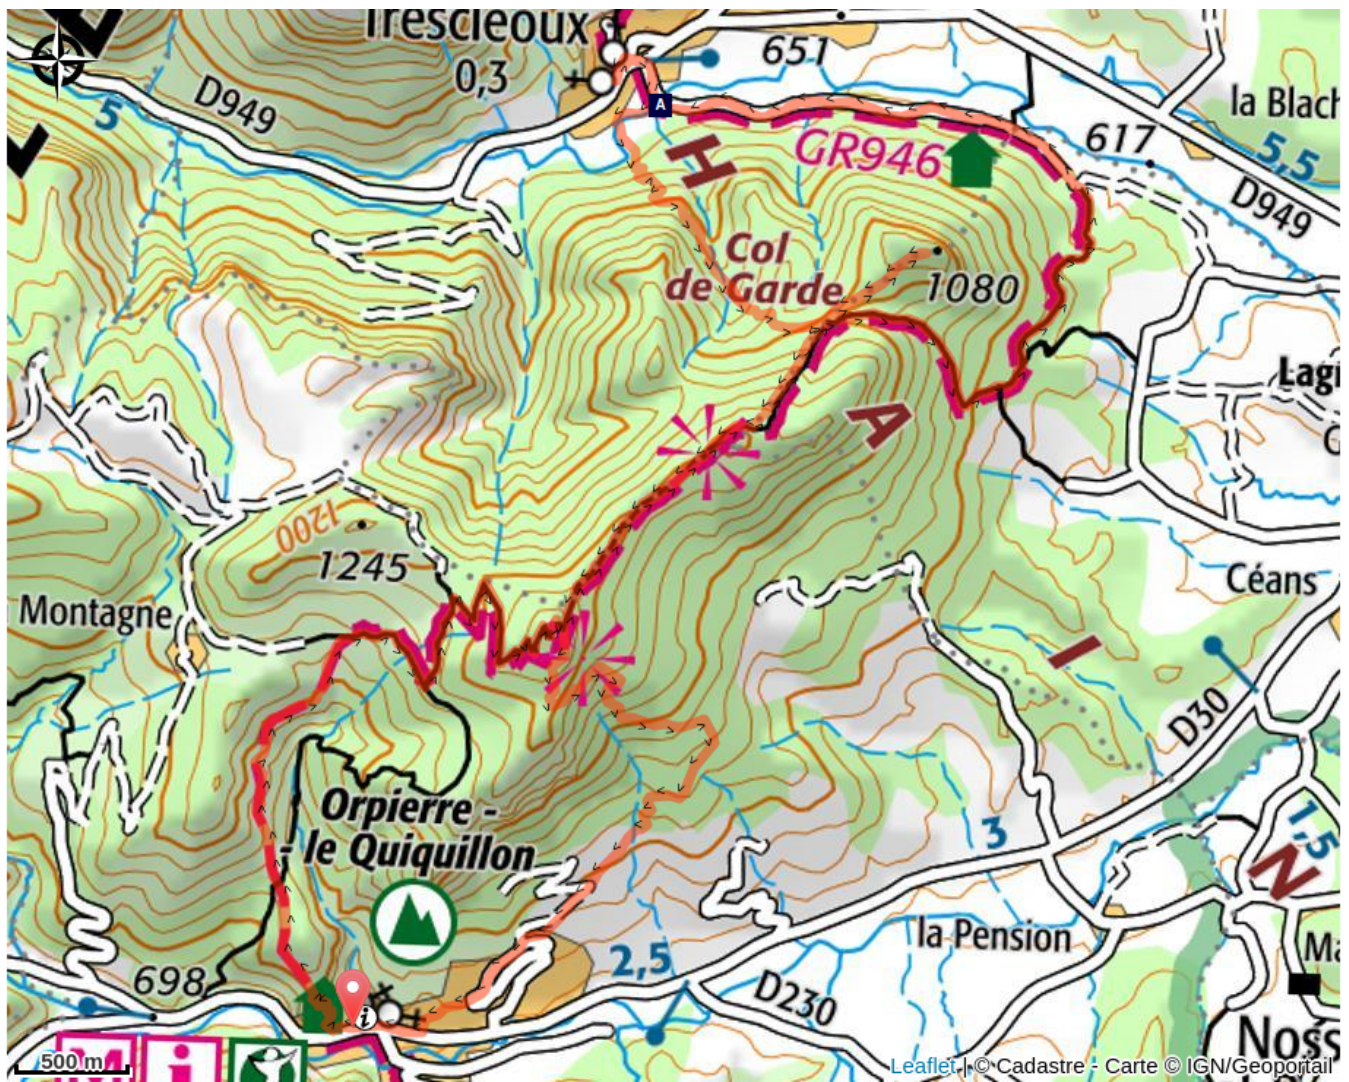 Trescléoux
0,3
651
la Blach
D949
5
A
617
5,5
H
GR946
D949
Col
de Garde
1080
Lagr
A
1200
1245
Céans
Montagne
I
D30
Orpierre -
- le Quiquillon
3
1,5
N
la Pension
Ma
2,5
698
D230
i
Noss
500 m
M
i
Leaflet | © Cadastre - Carte © IGN/Geoportail